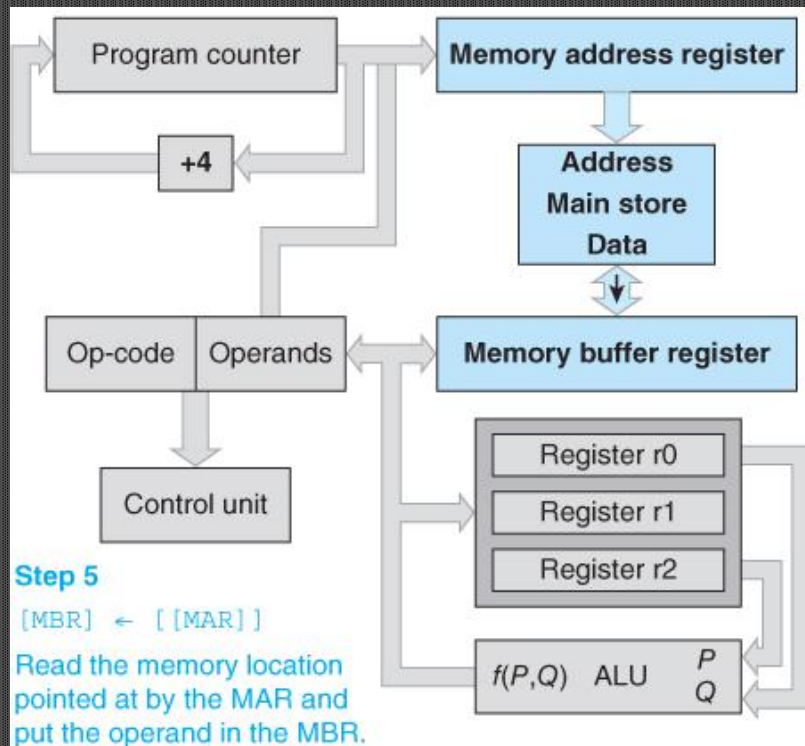 Program counter
Memory address register
+4
Address
Main store
Data
Op-code
Operands
Memory buffer register
Control unit
Register r0
Register r1
Register r2
f(P,Q) ALU P
Q
Step 5
[MBR] ← [[MAR]]
Read the memory location
pointed at by the MAR and
put the operand in the MBR.